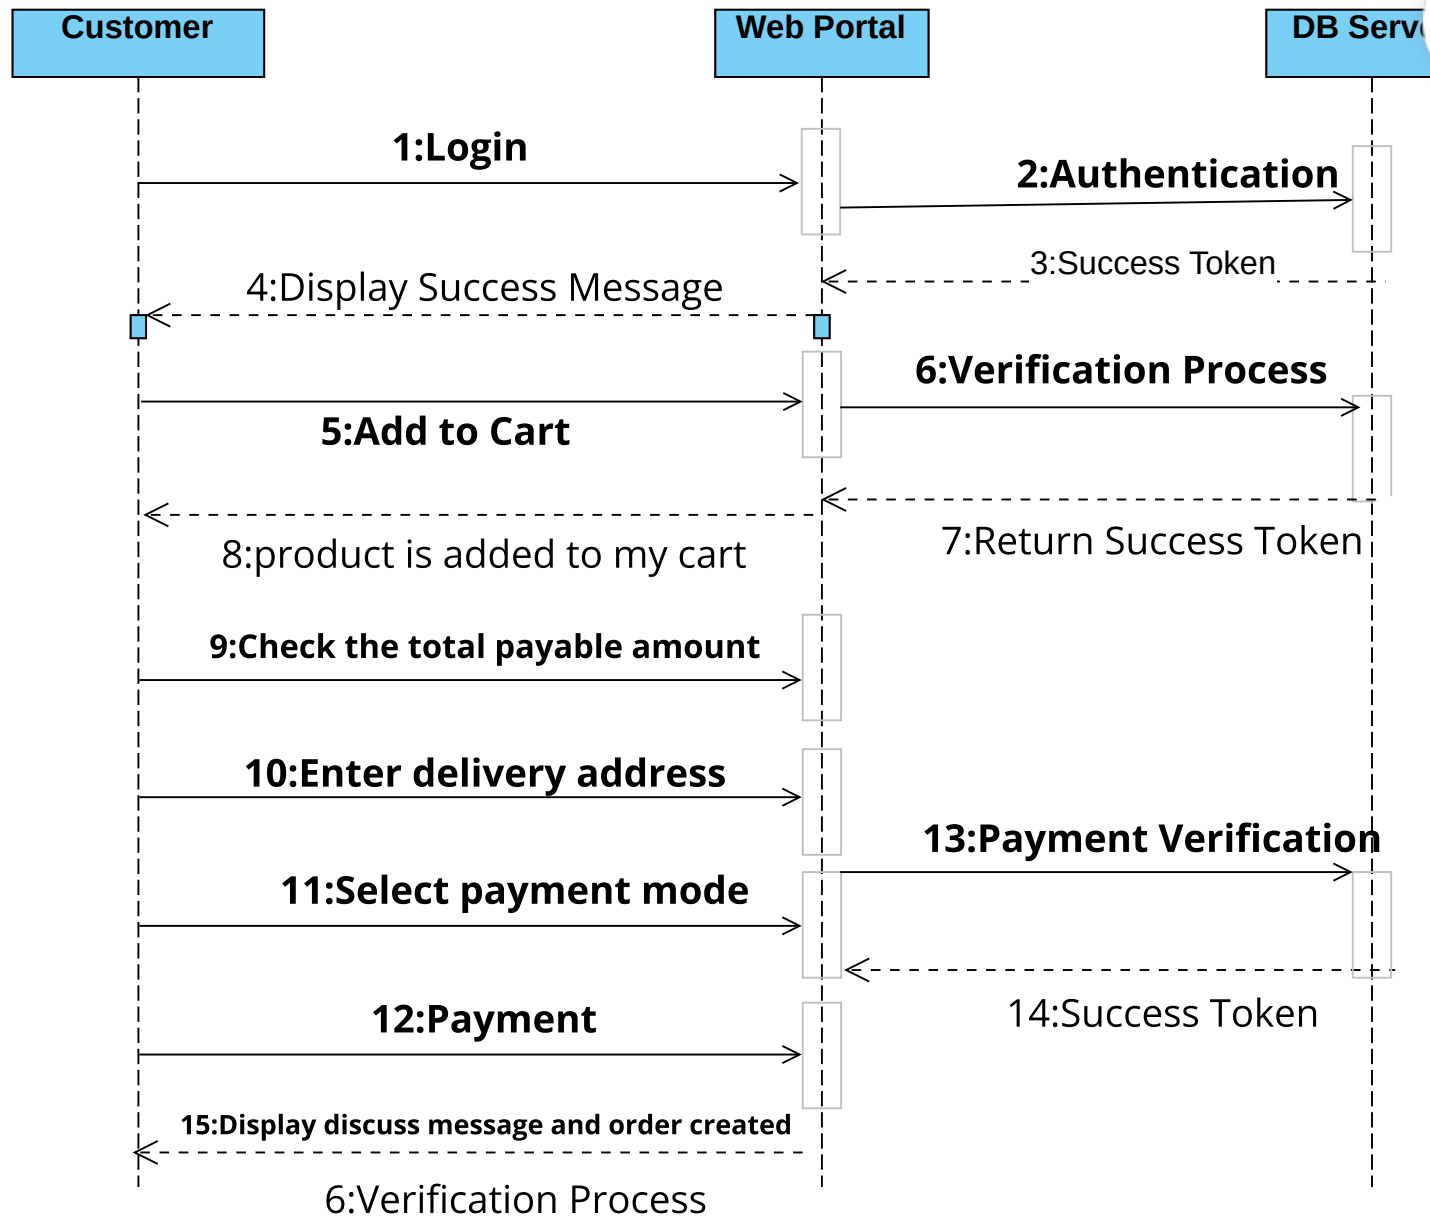 Customer
Web Portal
DB Serve
1:Login
2:Authentication
3:Success Token
4:Display Success Message
6:Verification Process
5:Add to Cart
7:Return Success Token
8:product is added to my cart
9:Check the total payable amount
10:Enter delivery address
13:Payment Verification
11:Select payment mode
14:Success Token
12:Payment
15:Display discuss message and order created
6:Verification Process